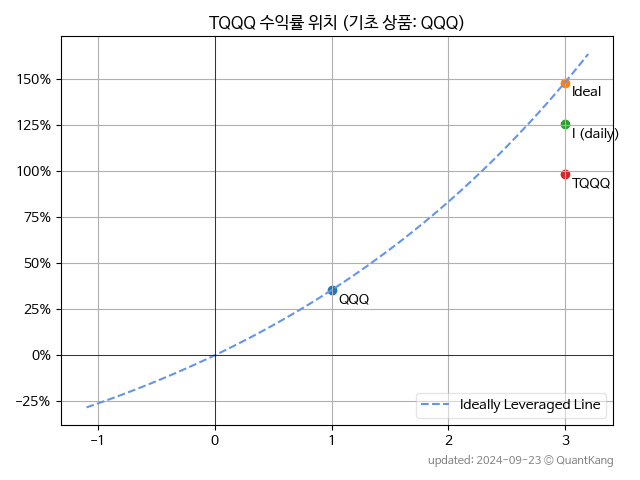 TQQQ 수익률 위치 (기초 상품: QQQ)
150%
125%
100%
75%
50%
25%
0%
−25%
Ideal
I (daily)
TQQQ
QQQ
Ideally Leveraged Line
−1 0 1 2 3
updated: 2024-09-23 © QuantKang